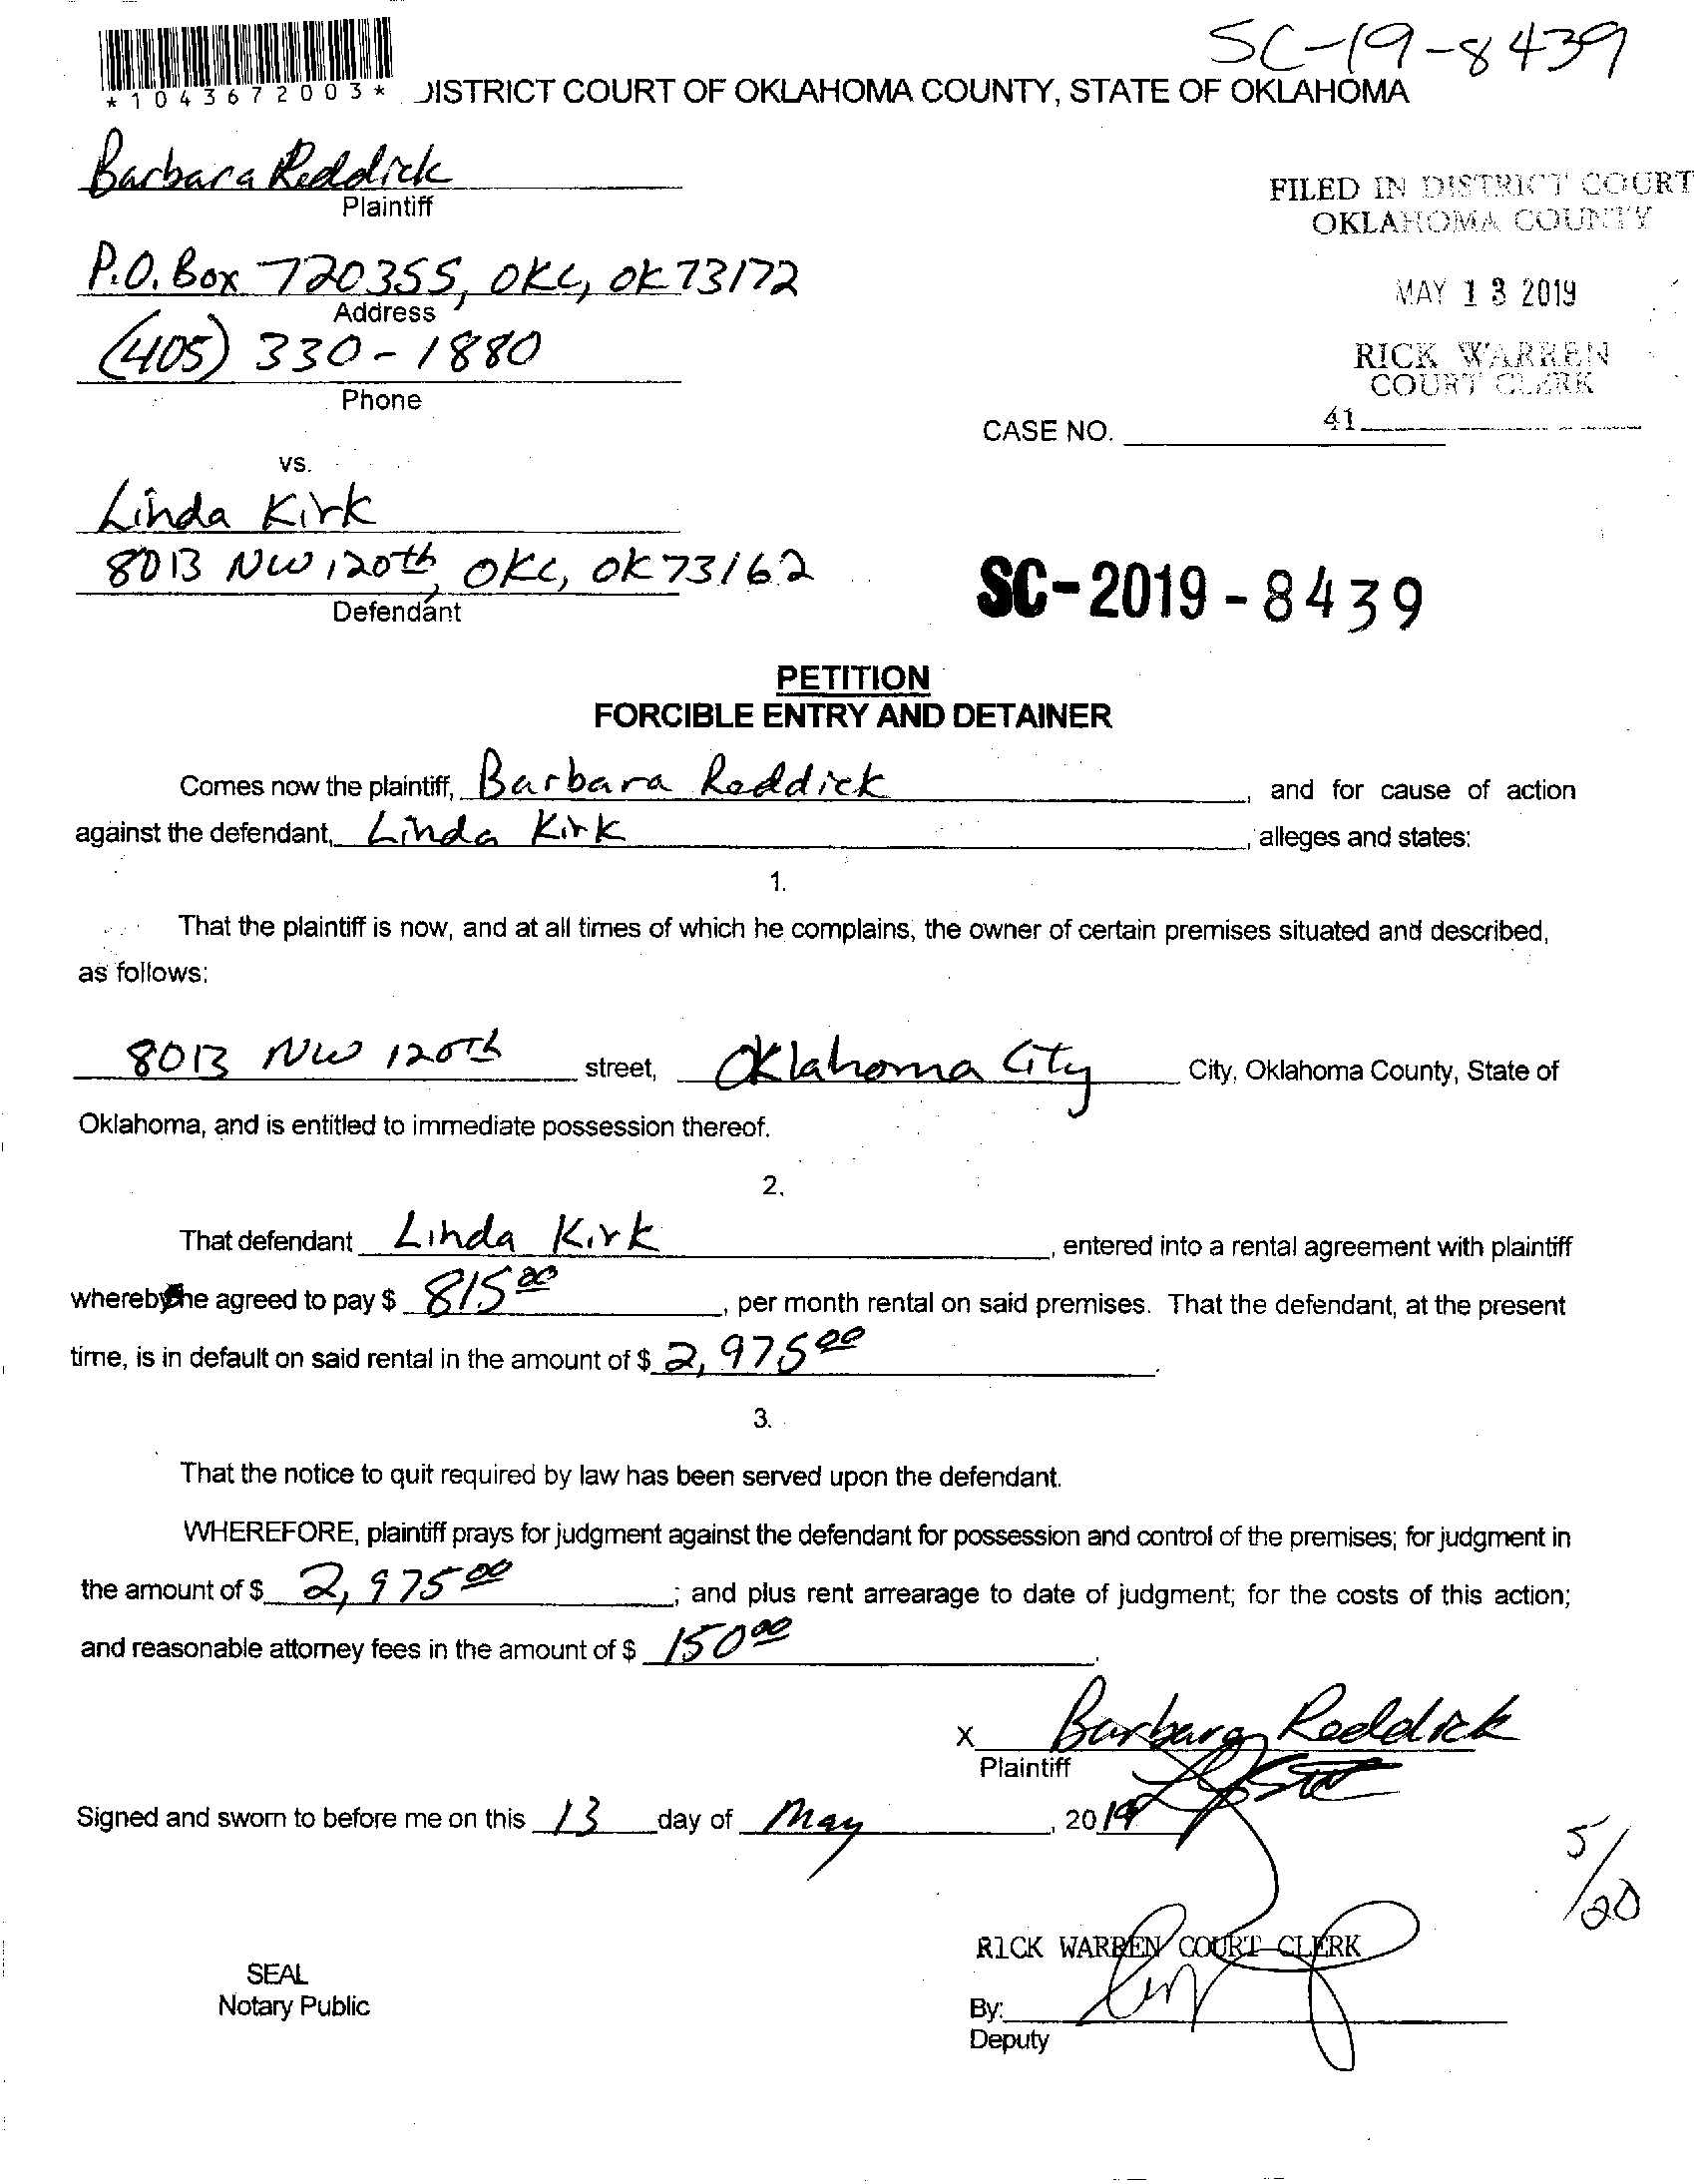 SC-19-8439
*1043672003* DISTRICT COURT OF OKLAHOMA COUNTY, STATE OF OKLAHOMA
Barbara Reddick
Plaintiff
FILED IN DISTRICT COURT
OKLAHOMA COUNTY
P.O. Box 720355, OKC, OK 73172
Address
MAY 13 2019
(405) 330-1880
Phone
RICK WARREN
COURT CLERK
41
CASE NO.
vs.
Linda Kirk
8013 NW 120th, OKC, OK 73162
Defendant
SC-2019-8439
PETITION
FORCIBLE ENTRY AND DETAINER
Comes now the plaintiff, Barbara Reddick, and for cause of action
against the defendant, Linda Kirk, alleges and states:
1.
That the plaintiff is now, and at all times of which he complains, the owner of certain premises situated and described,
as follows:
8013 NW 120th street, Oklahoma City City, Oklahoma County, State of
Oklahoma, and is entitled to immediate possession thereof.
2.
That defendant Linda Kirk, entered into a rental agreement with plaintiff
whereby she agreed to pay $ 815.00, per month rental on said premises. That the defendant, at the present
time, is in default on said rental in the amount of $ 2,975.00.
3.
That the notice to quit required by law has been served upon the defendant.
WHEREFORE, plaintiff prays for judgment against the defendant for possession and control of the premises; for judgment in
the amount of $ 2,975 00; and plus rent arrearage to date of judgment; for the costs of this action;
and reasonable attorney fees in the amount of $ 150 00.
X Barbara Reddick
Plaintiff
Signed and sworn to before me on this 13 day of May, 2019
5/20
RICK WARREN COURT CLERK
SEAL
Notary Public
By:
Deputy